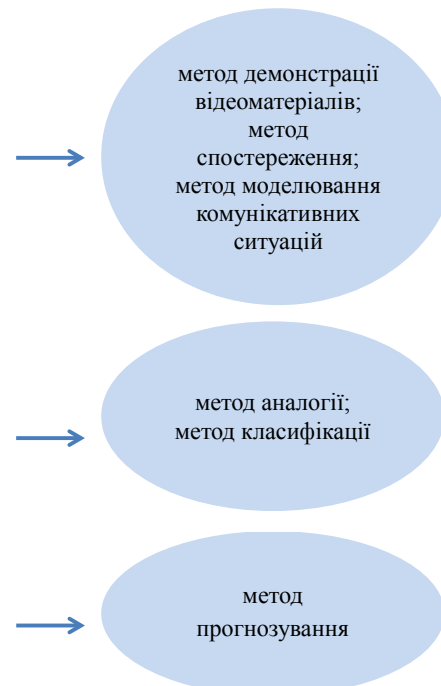 метод демонстрації
відеоматеріалів;
метод
спостереження;
метод моделювання
комунікативних
ситуацій
метод аналогії;
метод класифікації
метод
прогнозування